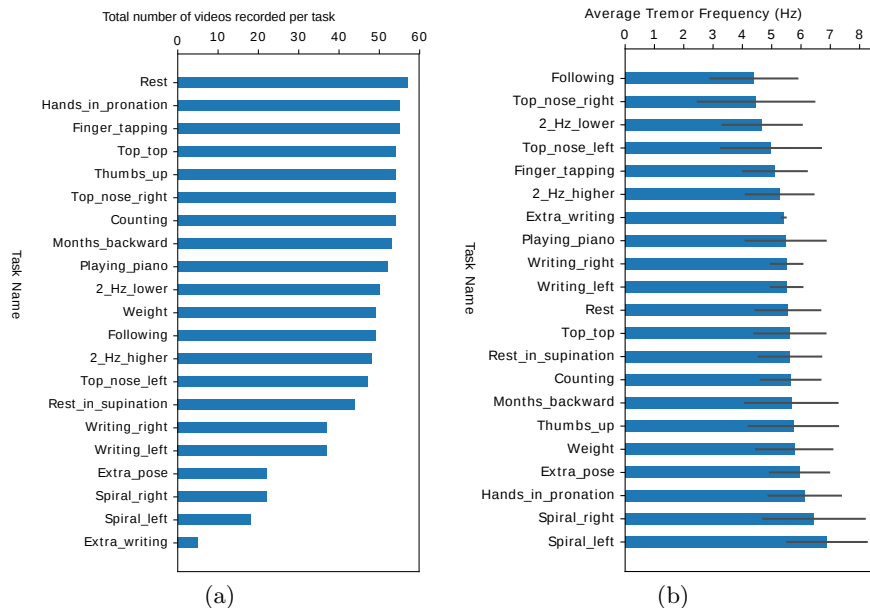 Total number of videos recorded per task
0 10 20 30 40 50 60
Rest
Hands_in_pronation
Finger_tapping
Top_top
Thumbs_up
Top_nose_right
Counting
Months_backward
Playing_piano
2_Hz_lower
Weight
Following
2_Hz_higher
Top_nose_left
Rest_in_supination
Writing_right
Writing_left
Extra_pose
Spiral_right
Spiral_left
Extra_writing
Task Name
(a)
Average Tremor Frequency (Hz)
0 1 2 3 4 5 6 7 8
Following
Top_nose_right
2_Hz_lower
Top_nose_left
Finger_tapping
2_Hz_higher
Extra_writing
Playing_piano
Writing_right
Writing_left
Rest
Top_top
Rest_in_supination
Counting
Months_backward
Thumbs_up
Weight
Extra_pose
Hands_in_pronation
Spiral_right
Spiral_left
Task Name
(b)